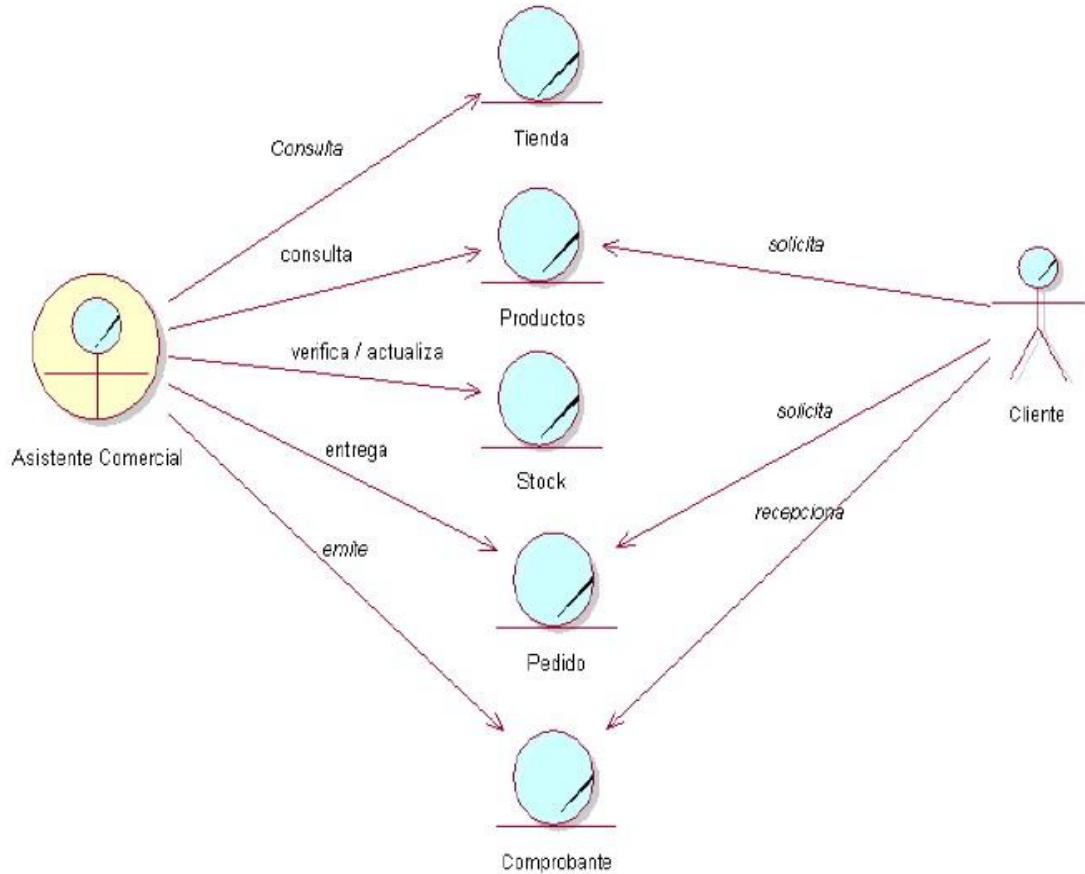 Tienda
Consulta
consulta
solicita
Productos
verifica / actualiza
Cliente
solicita
Asistente Comercial
entrega
Stock
recepciona
emite
Pedido
Comprobante